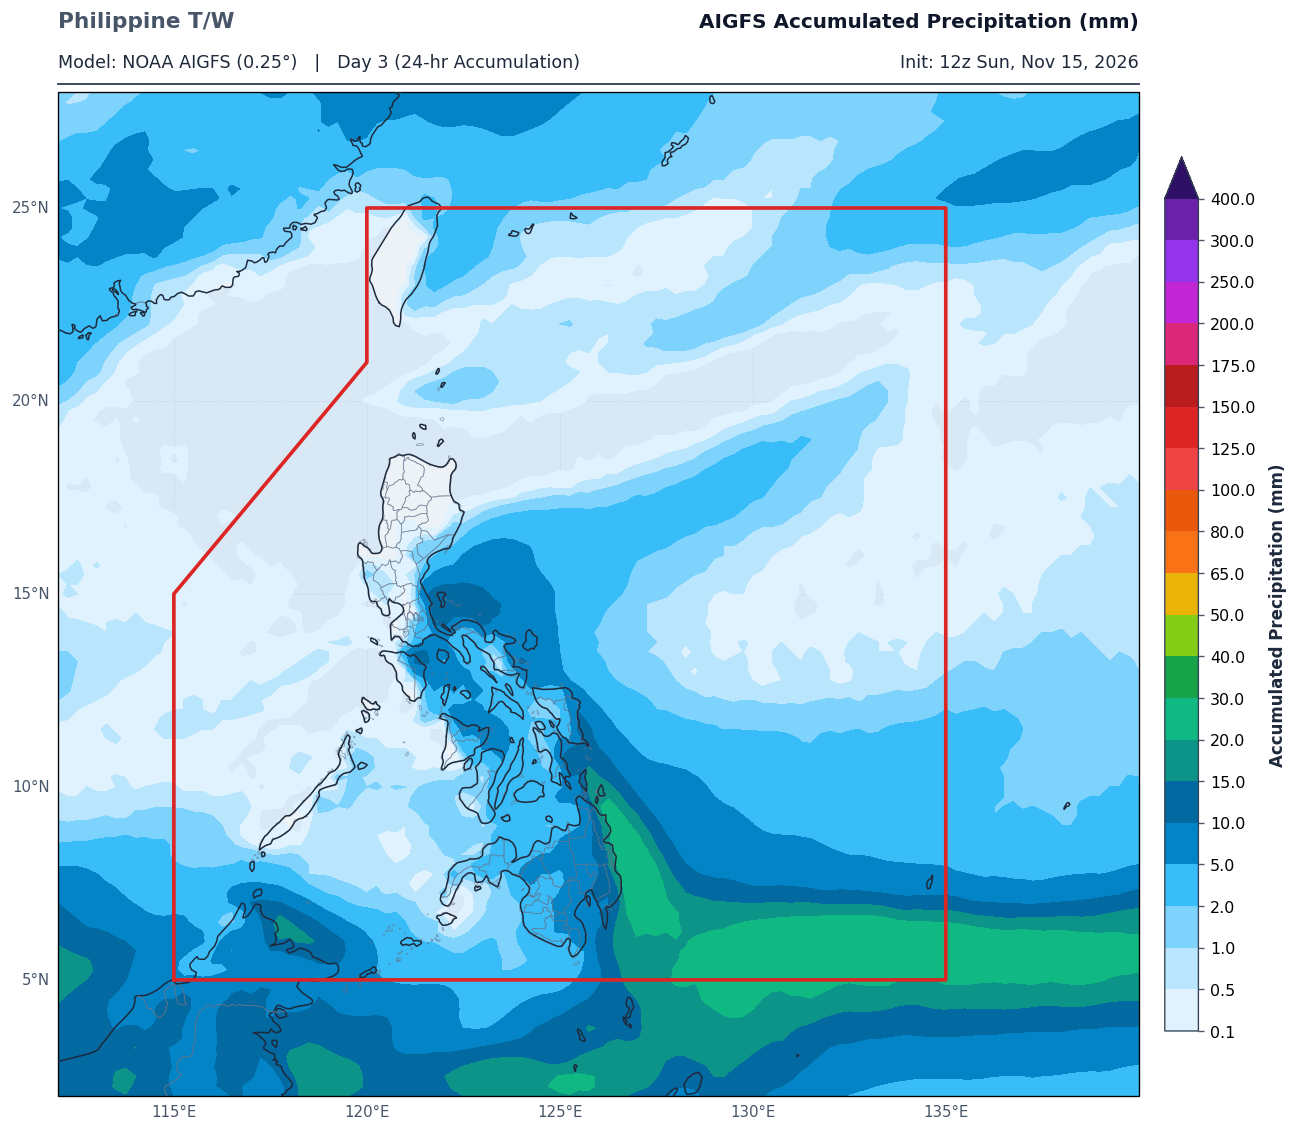 Philippine T/W
AIGFS Accumulated Precipitation (mm)
Model: NOAA AIGFS (0.25°)   |   Day 3 (24-hr Accumulation)
Init: 12z Sun, Nov 15, 2026
25°N
20°N
15°N
10°N
5°N
115°E
120°E
125°E
130°E
135°E
400.0
300.0
250.0
200.0
175.0
150.0
125.0
100.0
80.0
65.0
50.0
40.0
30.0
20.0
15.0
10.0
5.0
2.0
1.0
0.5
0.1
Accumulated Precipitation (mm)